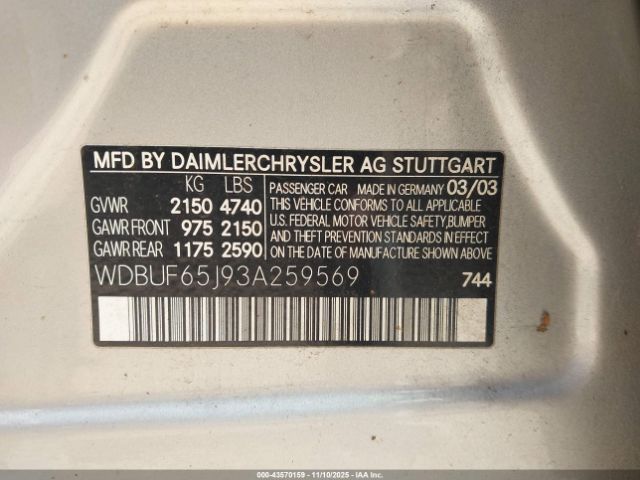 MFD BY DAIMLERCHRYSLER AG STUTTGART
KG LBS
GVWR 2150 4740
GAWR FRONT 975 2150
GAWR REAR 1175 2590
PASSENGER CAR MADE IN GERMANY 03/03
THIS VEHICLE CONFORMS TO ALL APPLICABLE
U.S. FEDERAL MOTOR VEHICLE SAFETY,BUMPER
AND THEFT PREVENTION STANDARDS IN EFFECT
ON THE DATE OF MANUFACTURE SHOWN ABOVE
WDBUF65J93A259569 744
000-43570159 - 11/10/2025 - IAAI, Inc.